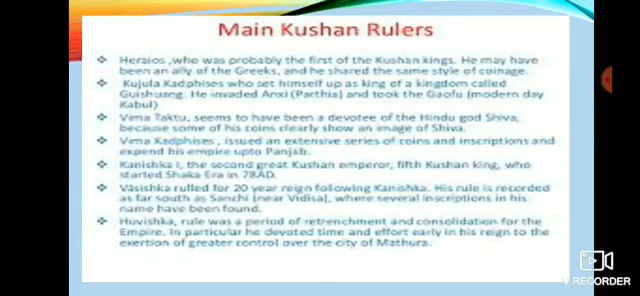 Main Kushan Rulers
❖ Heraios , who was probably the first of the Kushan kings. He may have
been an ally of the Greeks, and he shared the same style of coinage.
❖ Kujula Kadphises who set himself up as king of a kingdom called
Guishuang. He invaded Anxi (Parthia) and took the Gaofu (modern day
Kabul)
❖ Vima Taktu, seems to have been a devotee of the Hindu god Shiva,
because some of his coins clearly show an image of Shiva.
❖ Vima Kadphises, issued an extensive series of coins and inscriptions and
expend his empire upto Panjab.
❖ Kanishka I, the second great Kushan emperor, fifth Kushan king, who
started Shaka Era in 78AD.
❖ Vāsishka rulled for 20 year reign following Kanishka. His rule is recorded
as far south as Sanchi (near Vidisa), where several inscriptions in his
name have been found.
❖ Huvishka, rule was a period of retrenchment and consolidation for the
Empire. In particular he devoted time and effort early in his reign to the
exertion of greater control over the city of Mathura.
RECORDER